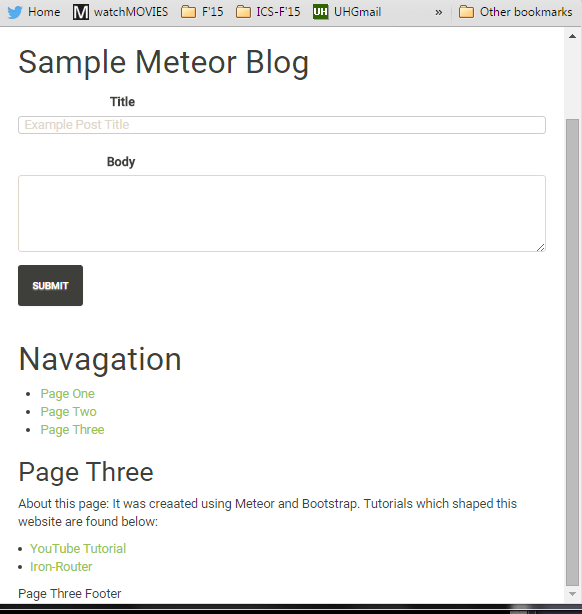 Home M watchMOVIES F'15 ICS-F'15 UH UHGmail » Other bookmarks
Sample Meteor Blog
Title
Example Post Title
Body
SUBMIT
Navagation
Page One
Page Two
Page Three
Page Three
About this page: It was creaated using Meteor and Bootstrap. Tutorials which shaped this
website are found below:
YouTube Tutorial
Iron-Router
Page Three Footer